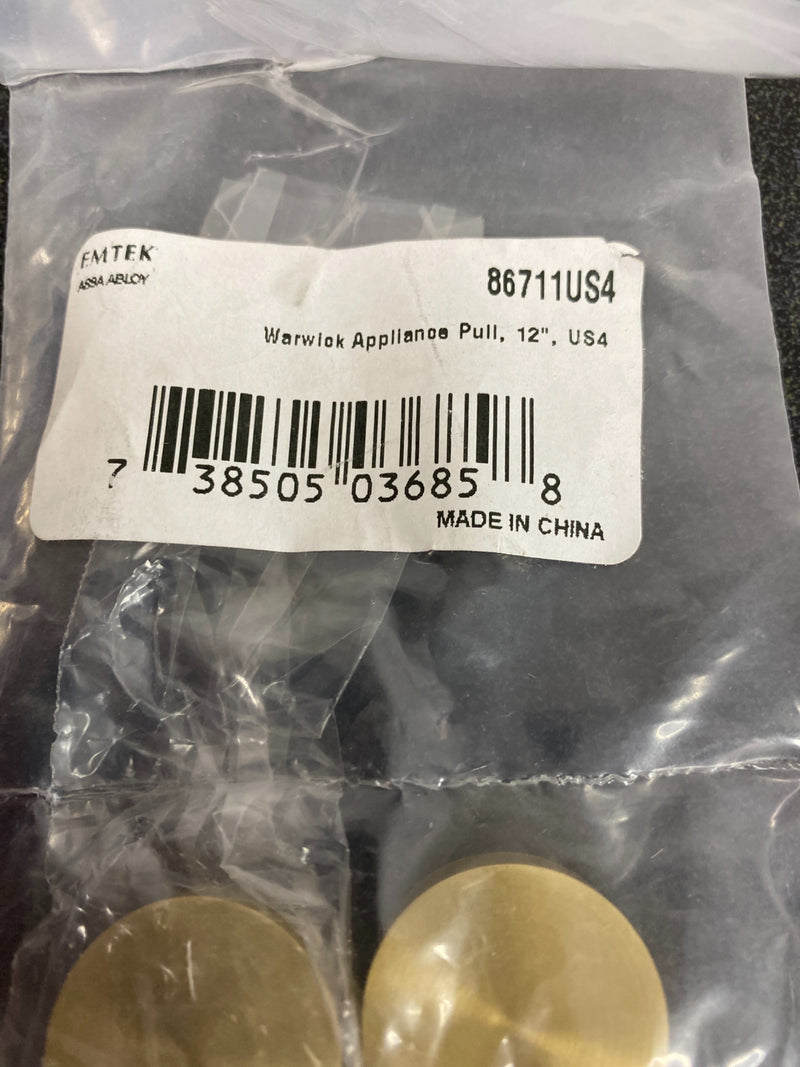 EMTEK
ASSA ABLOY
86711US4
Warwick Appliance Pull, 12", US4
7 38505 03685 8
MADE IN CHINA